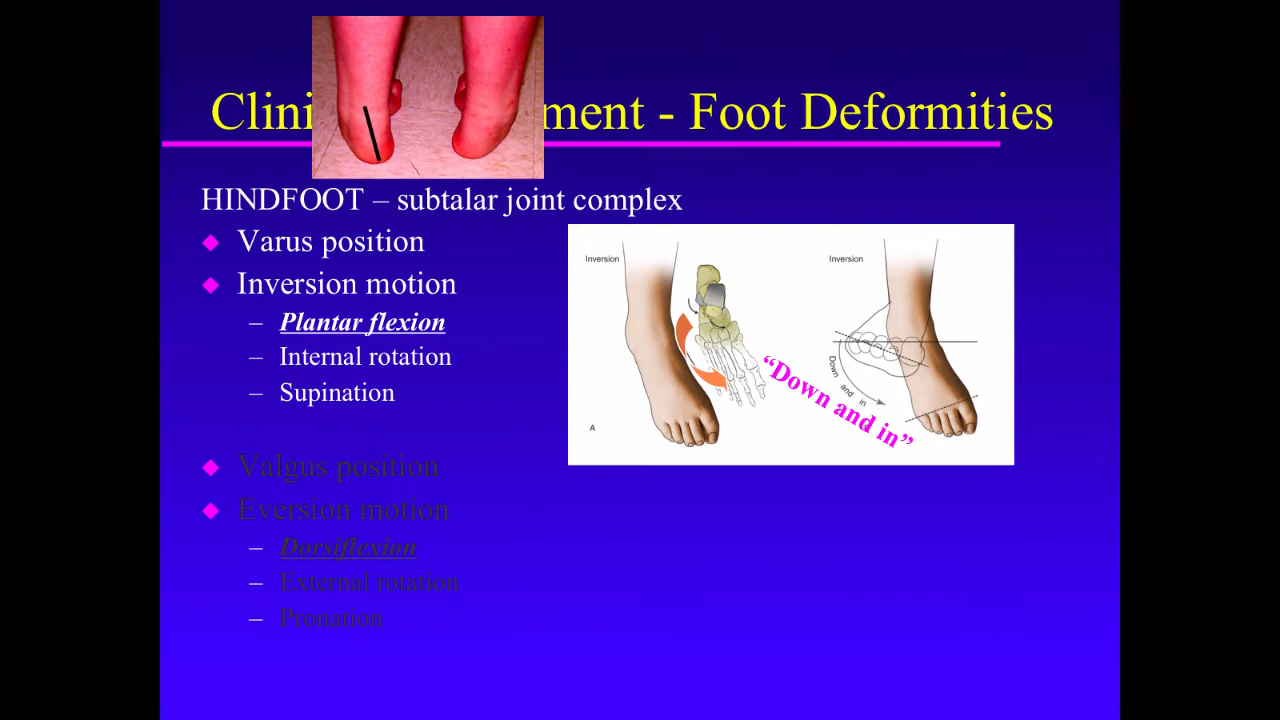 Clini ment - Foot Deformities
HINDFOOT – subtalar joint complex
Varus position
Inversion motion
– Plantar flexion
– Internal rotation
– Supination
Valgus position
Eversion motion
– Dorsiflexion
– External rotation
– Pronation
Inversion
Inversion
Down and in
"Down and in"
A